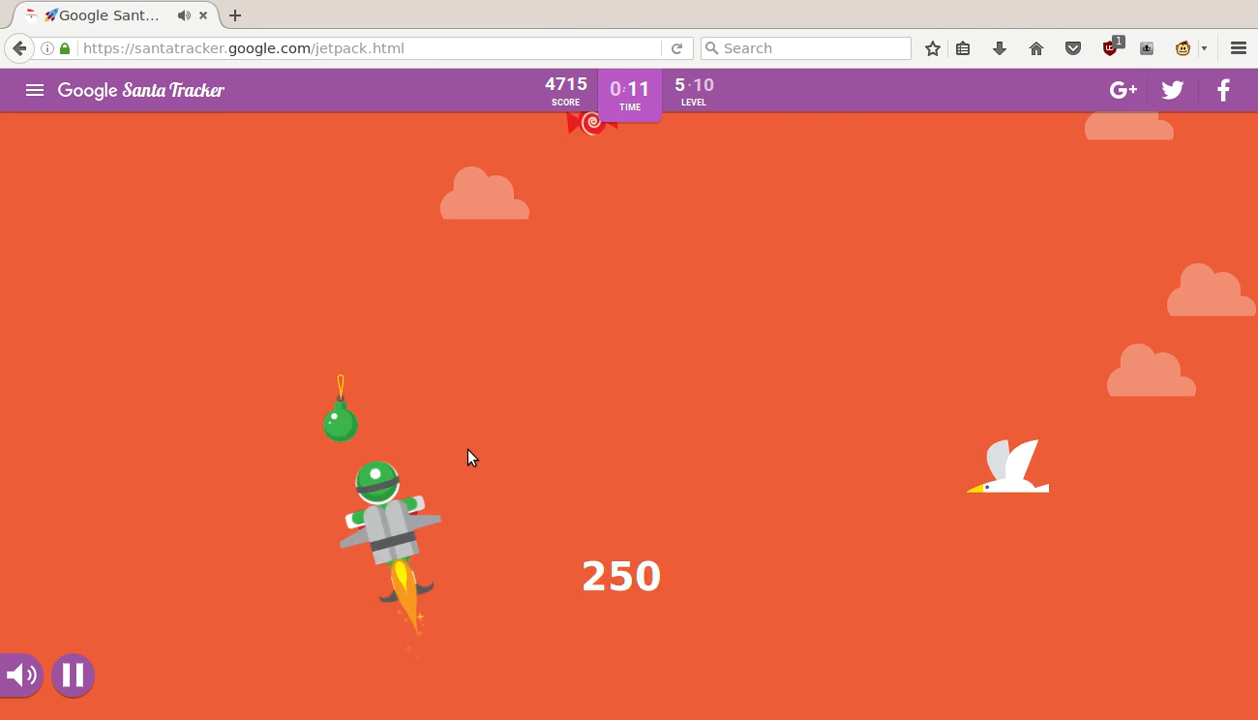 Google Sant...
https://santatracker.google.com/jetpack.html
Search
1
Google Santa Tracker
4715
SCORE
0:11
TIME
5·10
LEVEL
G+
250